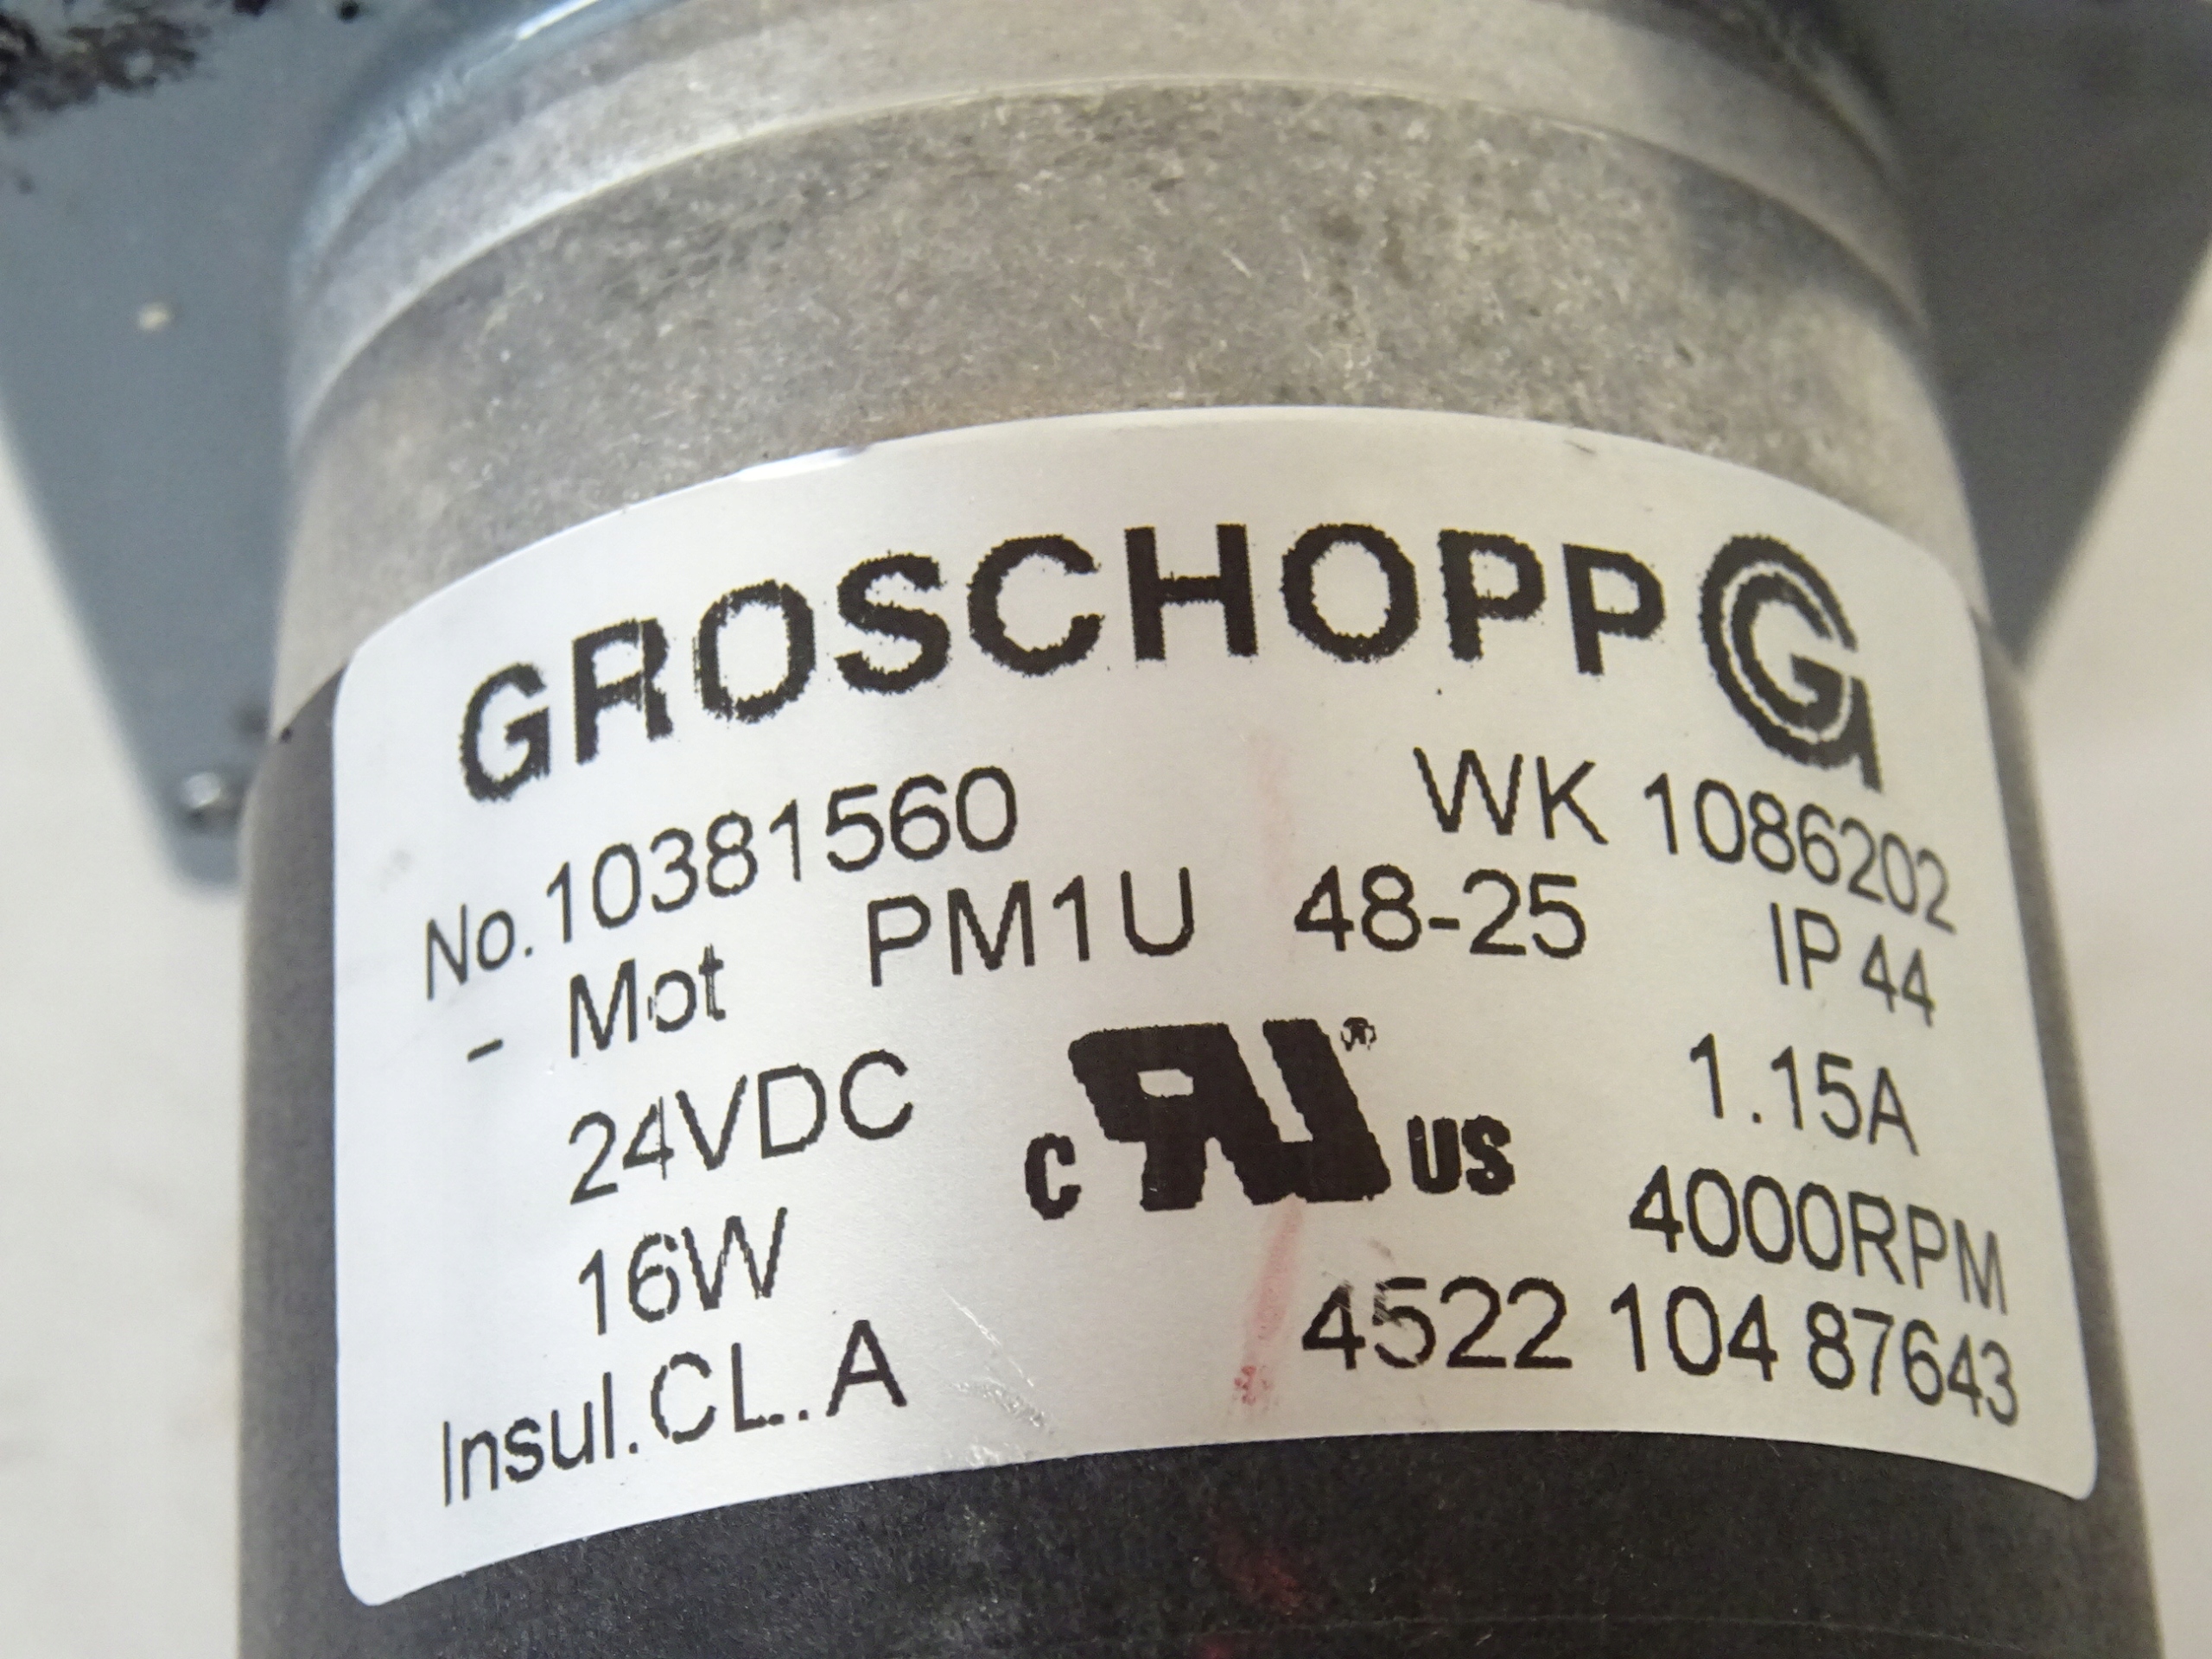 GROSCHOPP G
No.10381560 WK 1086202
- Mot PM1U 48-25 IP 44
24VDC c RU ® US 1.15A
16W 4000RPM
Insul.CL.A 4522 104 87643